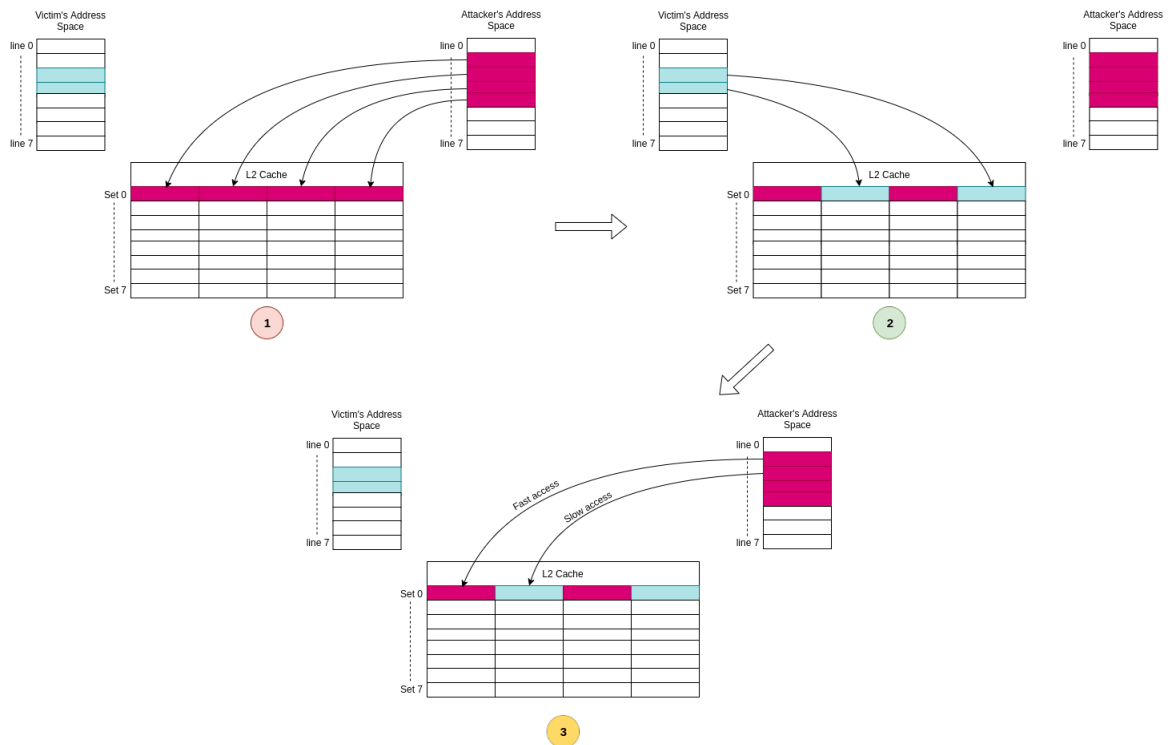 Victim's Address
Space
line 0
line 7
Attacker's Address
Space
line 0
line 7
L2 Cache
Set 0
Set 7
1
Victim's Address
Space
line 0
line 7
Attacker's Address
Space
line 0
line 7
L2 Cache
Set 0
Set 7
2
Victim's Address
Space
line 0
line 7
Attacker's Address
Space
line 0
line 7
Fast access
Slow access
L2 Cache
Set 0
Set 7
3